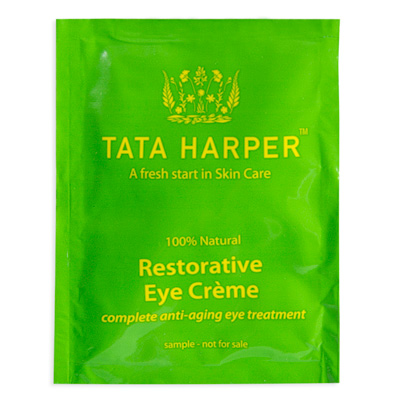 TATA HARPER™
A fresh start in Skin Care
100% Natural
Restorative
Eye Crème
complete anti-aging eye treatment
sample - not for sale